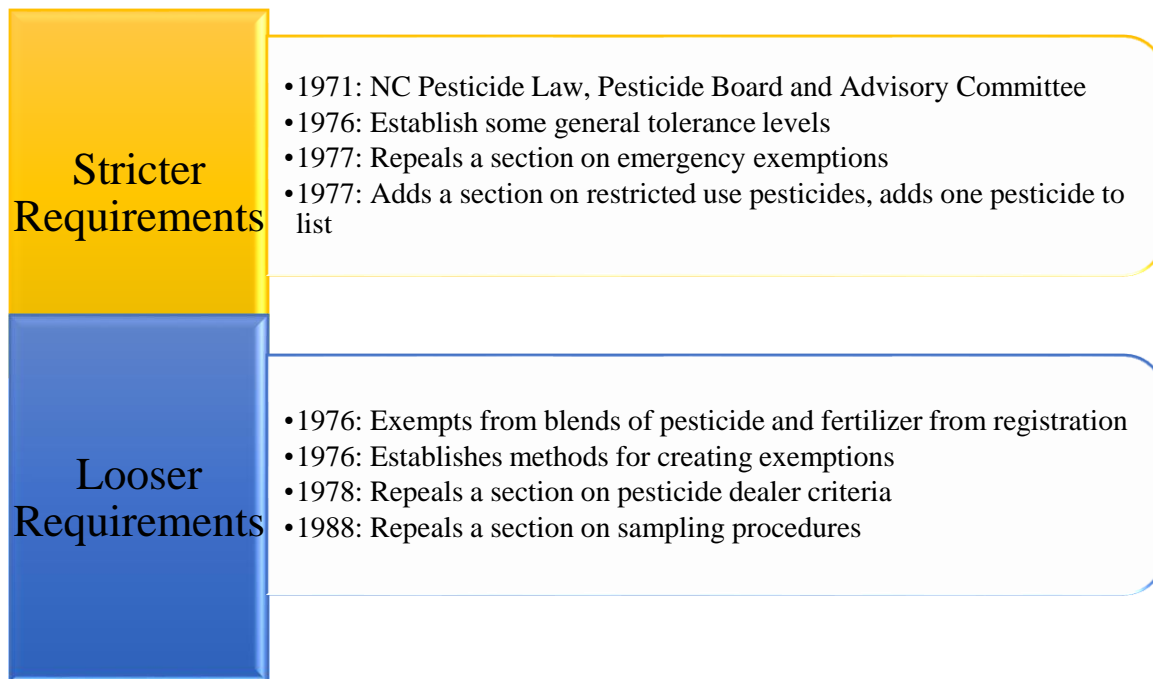 Stricter
Requirements
•1971: NC Pesticide Law, Pesticide Board and Advisory Committee
•1976: Establish some general tolerance levels
•1977: Repeals a section on emergency exemptions
•1977: Adds a section on restricted use pesticides, adds one pesticide to
list
Looser
Requirements
•1976: Exempts from blends of pesticide and fertilizer from registration
•1976: Establishes methods for creating exemptions
•1978: Repeals a section on pesticide dealer criteria
•1988: Repeals a section on sampling procedures